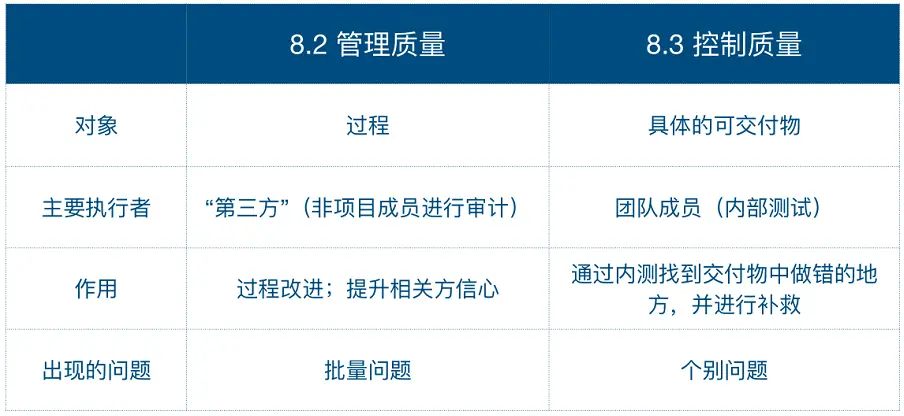 8.2 管理质量
8.3 控制质量
对象
过程
具体的可交付物
主要执行者
“第三方”（非项目成员进行审计）
团队成员（内部测试）
作用
过程改进；提升相关方信心
通过内测找到交付物中做错的地
方，并进行补救
出现的问题
批量问题
个别问题